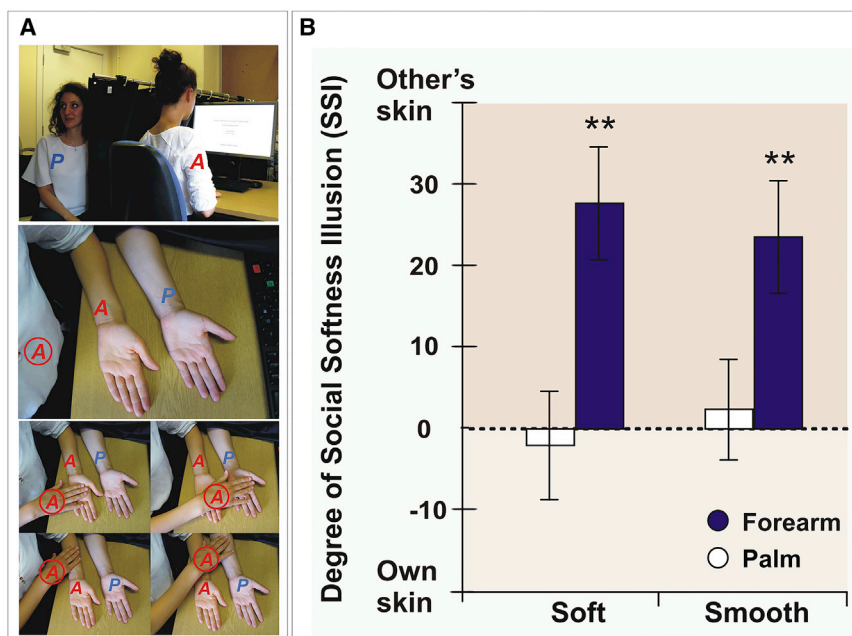 A
P
A
A
P
A
A
P
A
A
P
A
A
P
A
A
P
A
B
Degree of Social Softness Illusion (SSI)
Other's
skin
30
20
10
0
-10
Own
skin
**
**
Forearm
Palm
Soft
Smooth